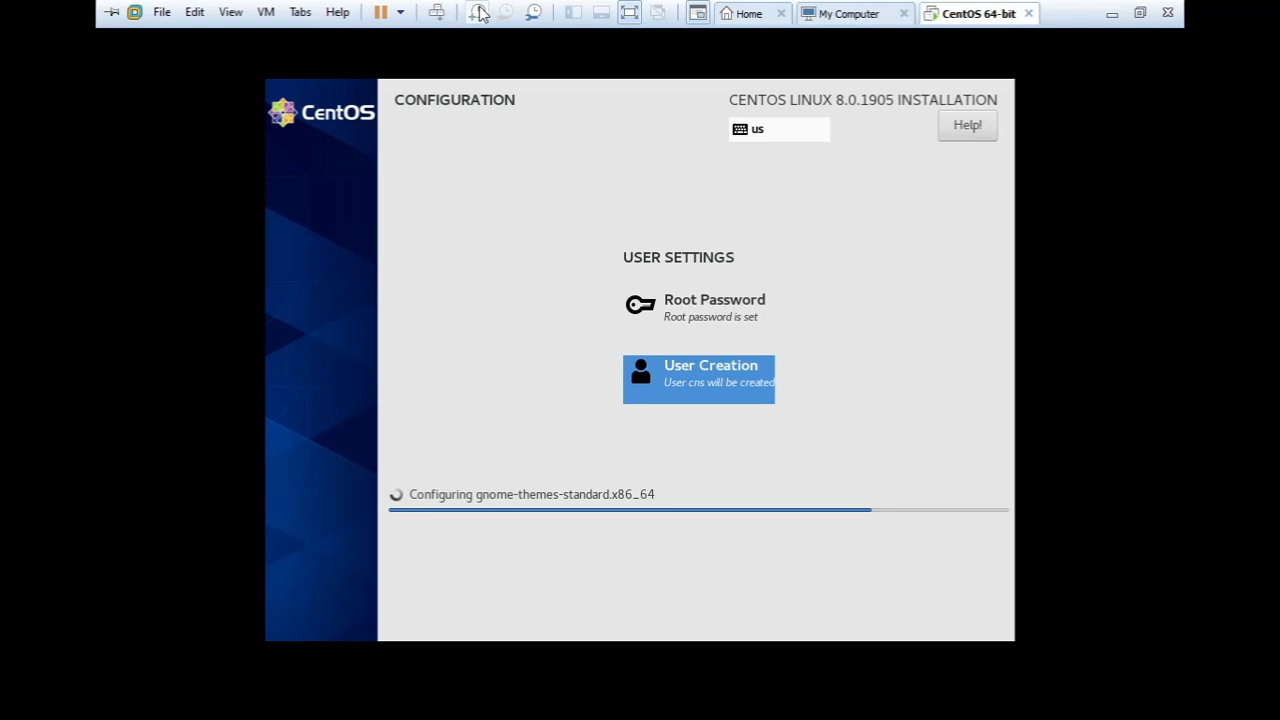 File Edit View VM Tabs Help Home My Computer CentOS 64-bit
CentOS
CONFIGURATION
CENTOS LINUX 8.0.1905 INSTALLATION
us
Help!
USER SETTINGS
Root Password
Root password is set
User Creation
User cns will be created
Configuring gnome-themes-standard.x86_64